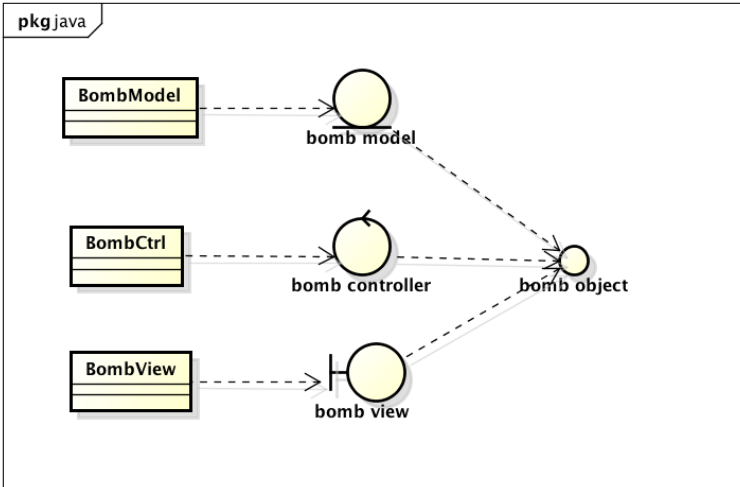 pkg java
BombModel
bomb model
BombCtrl
bomb controller
bomb object
BombView
bomb view